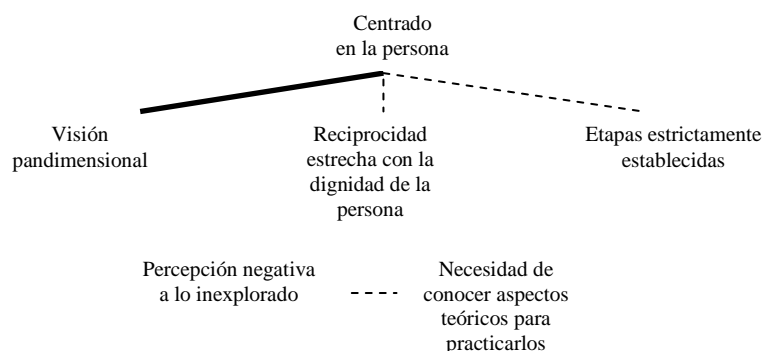 Centrado
en la persona
Visión
pandimensional
Reciprocidad
estrecha con la
dignidad de la
persona
Etapas estrictamente
establecidas
Percepción negativa
a lo inexplorado
Necesidad de
conocer aspectos
teóricos para
practicarlos